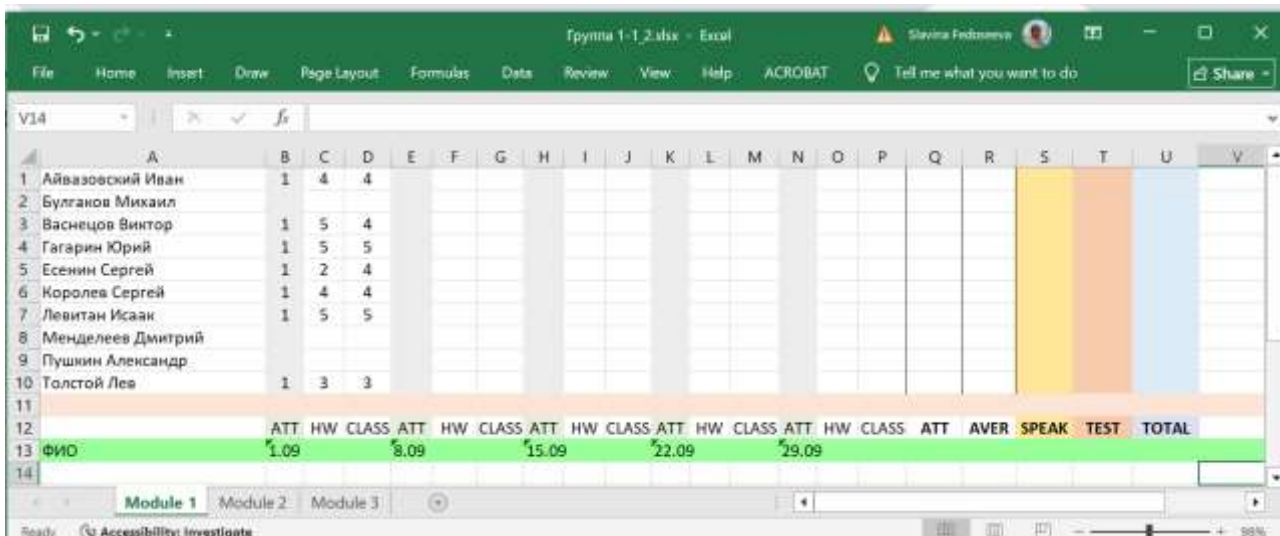 Группа 1-1_2.xlsx - Excel Slavina Fedoseeva
File Home Insert Draw Page Layout Formulas Data Review View Help ACROBAT Tell me what you want to do Share
V14 fx
A B C D E F G H I J K L M N O P Q R S T U V
1 Айвазовский Иван 1 4 4
2 Булгаков Михаил
3 Васнецов Виктор 1 5 4
4 Гагарин Юрий 1 5 5
5 Есенин Сергей 1 2 4
6 Королев Сергей 1 4 4
7 Левитан Исаак 1 5 5
8 Менделеев Дмитрий
9 Пушкин Александр
10 Толстой Лев 1 3 3
11
12 ATT HW CLASS ATT HW CLASS ATT HW CLASS ATT HW CLASS ATT HW CLASS ATT AVER SPEAK TEST TOTAL
13 ФИО 1.09 8.09 15.09 22.09 29.09
14
Module 1 Module 2 Module 3
Ready Accessibility: Investigate 98%